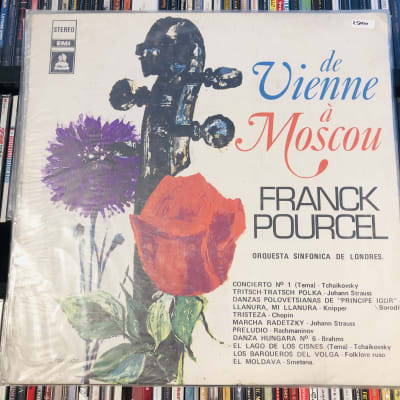 STEREO
EMI
de
Vienne
à
Moscou
FRANCK
POURCEL
ORQUESTA SINFONICA DE LONDRES.
CONCIERTO Nº 1 (Tema) - Tchaikovsky
TRITSCH-TRATSCH POLKA - Johann Strauss
DANZAS POLOVETSIANAS DE "PRINCIPE IGOR" -
Borodi
LLANURA, MI LLANURA - Knipper
TRISTEZA - Chopin
MARCHA RADETZKY - Johann Strauss
PRELUDIO - Rachmaninov
DANZA HUNGARA Nº 5 - Brahms
EL LAGO DE LOS CISNES (Tema) - Tchaikovsky
LOS BARQUEROS DEL VOLGA - Folklore ruso
EL MOLDAVA - Smetana.